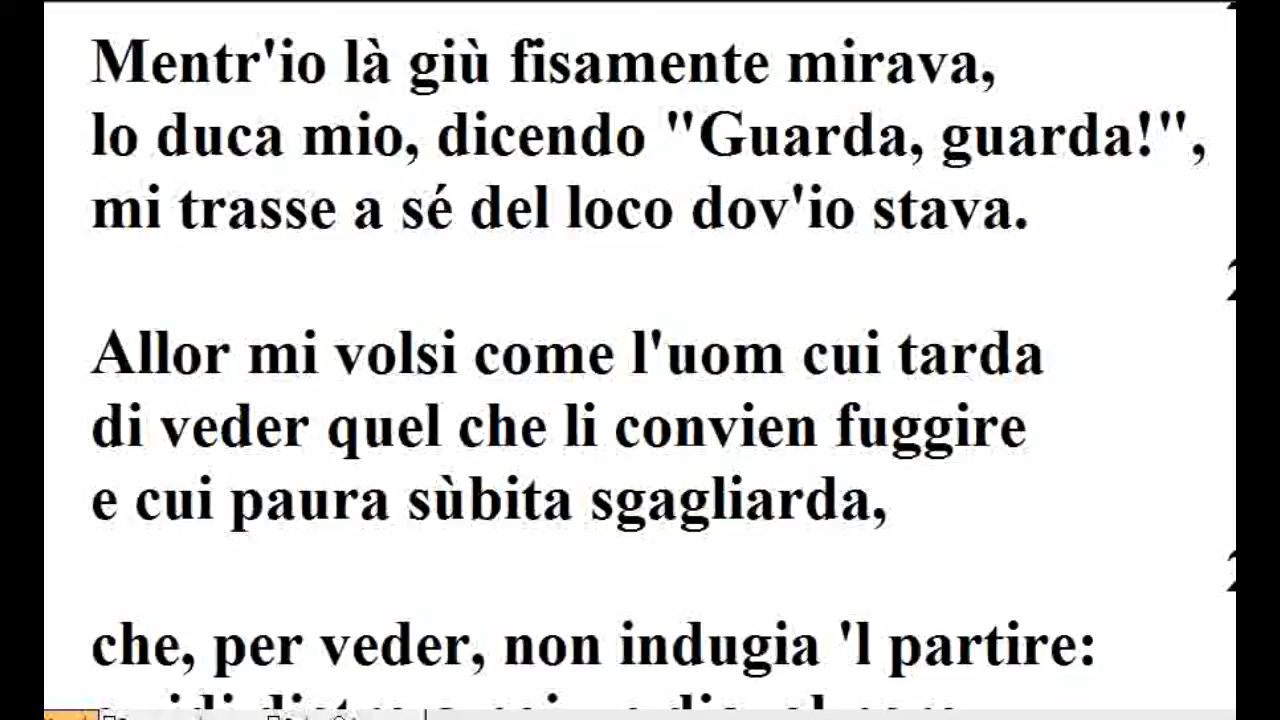 Mentr'io là giù fisamente mirava,
lo duca mio, dicendo "Guarda, guarda!",
mi trasse a sé del loco dov'io stava.
Allor mi volsi come l'uom cui tarda
di veder quel che li convien fuggire
e cui paura sùbita sgagliarda,
che, per veder, non indugia 'l partire: